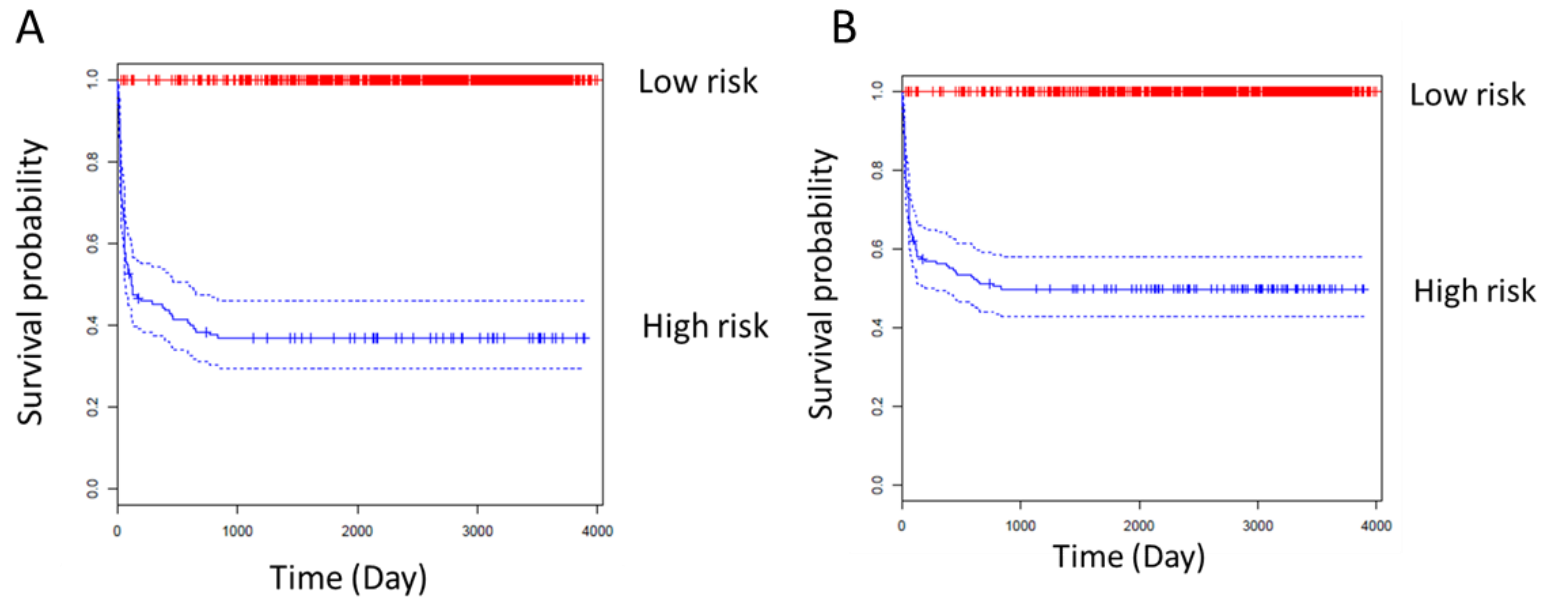 A
B
Survival probability
1.0
0.8
0.6
0.4
0.2
0.0
0
1000
2000
3000
4000
Time (Day)
Low risk
High risk
Survival probability
1.0
0.8
0.6
0.4
0.2
0.0
0
1000
2000
3000
4000
Time (Day)
Low risk
High risk